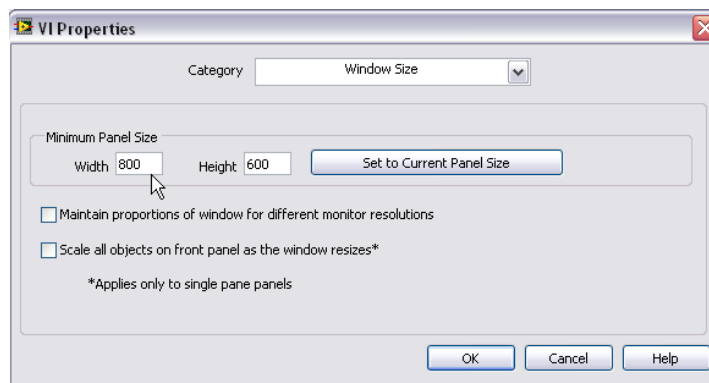 VI Properties
Category Window Size
Minimum Panel Size
Width 800 Height 600 Set to Current Panel Size
Maintain proportions of window for different monitor resolutions
Scale all objects on front panel as the window resizes*
*Applies only to single pane panels
OK Cancel Help